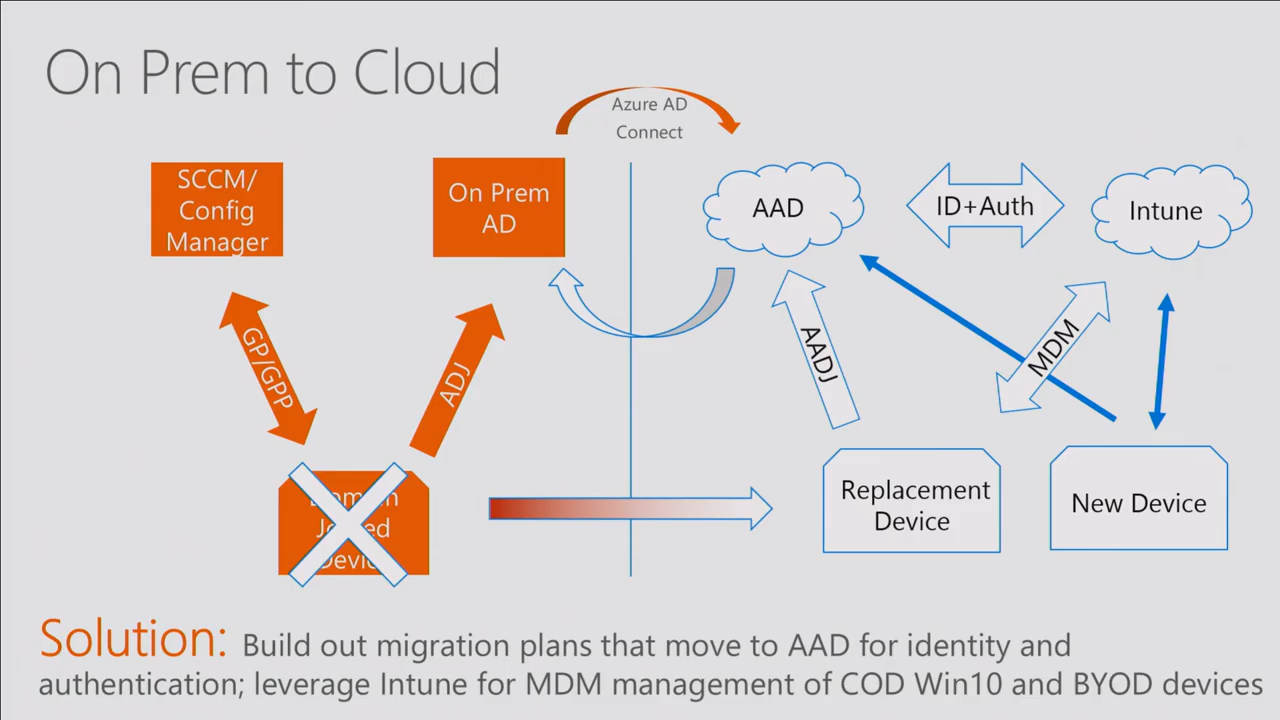 On Prem to Cloud
Azure AD
Connect
SCCM/
Config
Manager
On Prem
AD
AAD
ID+Auth
Intune
GP/GPP
ADJ
AADJ
MDM
Replacement
Device
New Device
Solution: Build out migration plans that move to AAD for identity and
authentication; leverage Intune for MDM management of COD Win10 and BYOD devices